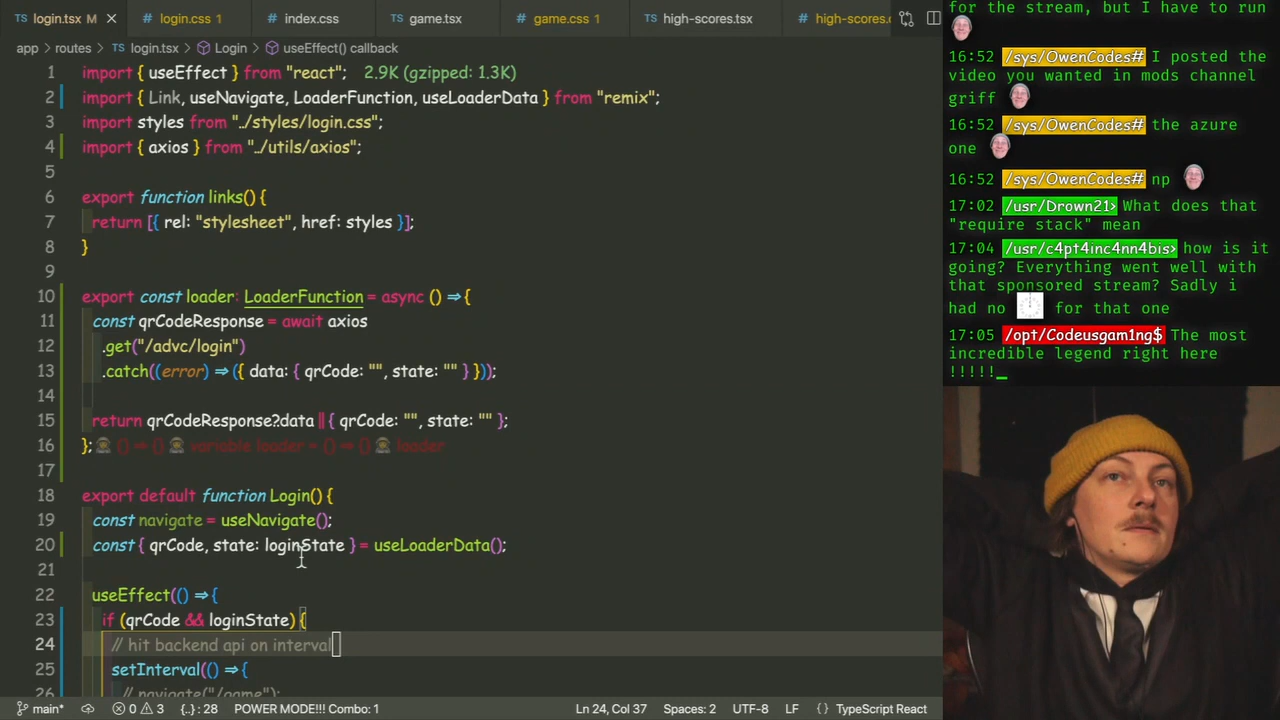 login.tsx M
login.css 1
index.css
game.tsx
game.css 1
high-scores.tsx
high-scores.c
app › routes › login.tsx › Login › useEffect() callback
1 import { useEffect } from "react"; 2.9K (gzipped: 1.3K)
2 import { Link, useNavigate, LoaderFunction, useLoaderData } from "remix";
3 import styles from "../styles/login.css";
4 import { axios } from "../utils/axios";
5
6 export function links() {
7 return [{ rel: "stylesheet", href: styles }];
8 }
9
10 export const loader: LoaderFunction = async () => {
11 const qrCodeResponse = await axios
12 .get("/advc/login")
13 .catch((error) => ({ data: { qrCode: "", state: "" } }));
14
15 return qrCodeResponse?.data || { qrCode: "", state: "" };
16 }; () => {} variable loader = () => {} loader
17
18 export default function Login() {
19 const navigate = useNavigate();
20 const { qrCode, state: loginState } = useLoaderData();
21
22 useEffect(() => {
23 if (qrCode && loginState) {
24 // hit backend api on interval
25 setInterval(() => {
26 // navigate("/game");
main* 0 3 {..} : 28 POWER MODE!!! Combo: 1 Ln 24, Col 37 Spaces: 2 UTF-8 LF {} TypeScript React
for the stream, but I have to run
16:52 /sys/OwenCodes# I posted the
video you wanted in mods channel
griff
16:52 /sys/OwenCodes# the azure
one
16:52 /sys/OwenCodes# np
17:02 /usr/Drown21> What does that
"require stack" mean
17:04 /usr/c4pt4inc4nn4bis> how is it
going? Everything went well with
that sponsored stream? Sadly i
had no for that one
17:05 /opt/Codeusgam1ng$ The most
incredible legend right here
!!!!!_